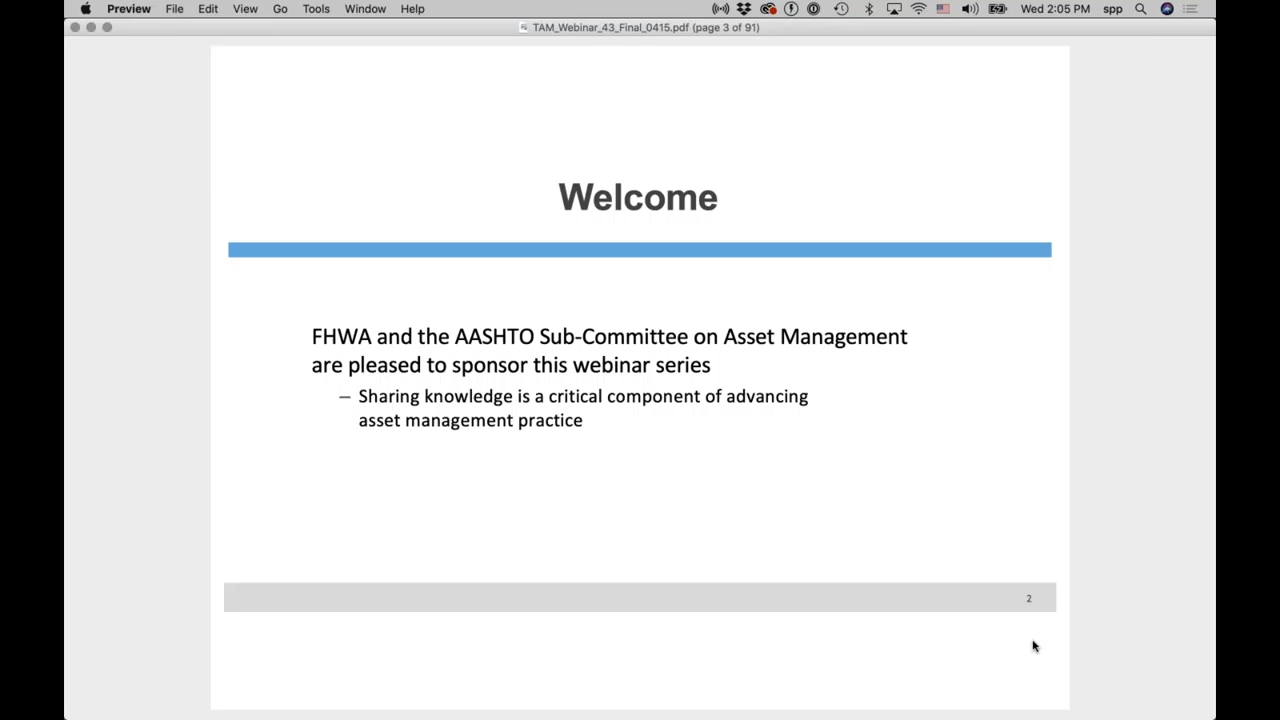 Preview File Edit View Go Tools Window Help Wed 2:05 PM spp
TAM_Webinar_43_Final_0415.pdf (page 3 of 91)
Welcome
FHWA and the AASHTO Sub-Committee on Asset Management
are pleased to sponsor this webinar series
– Sharing knowledge is a critical component of advancing
asset management practice
2